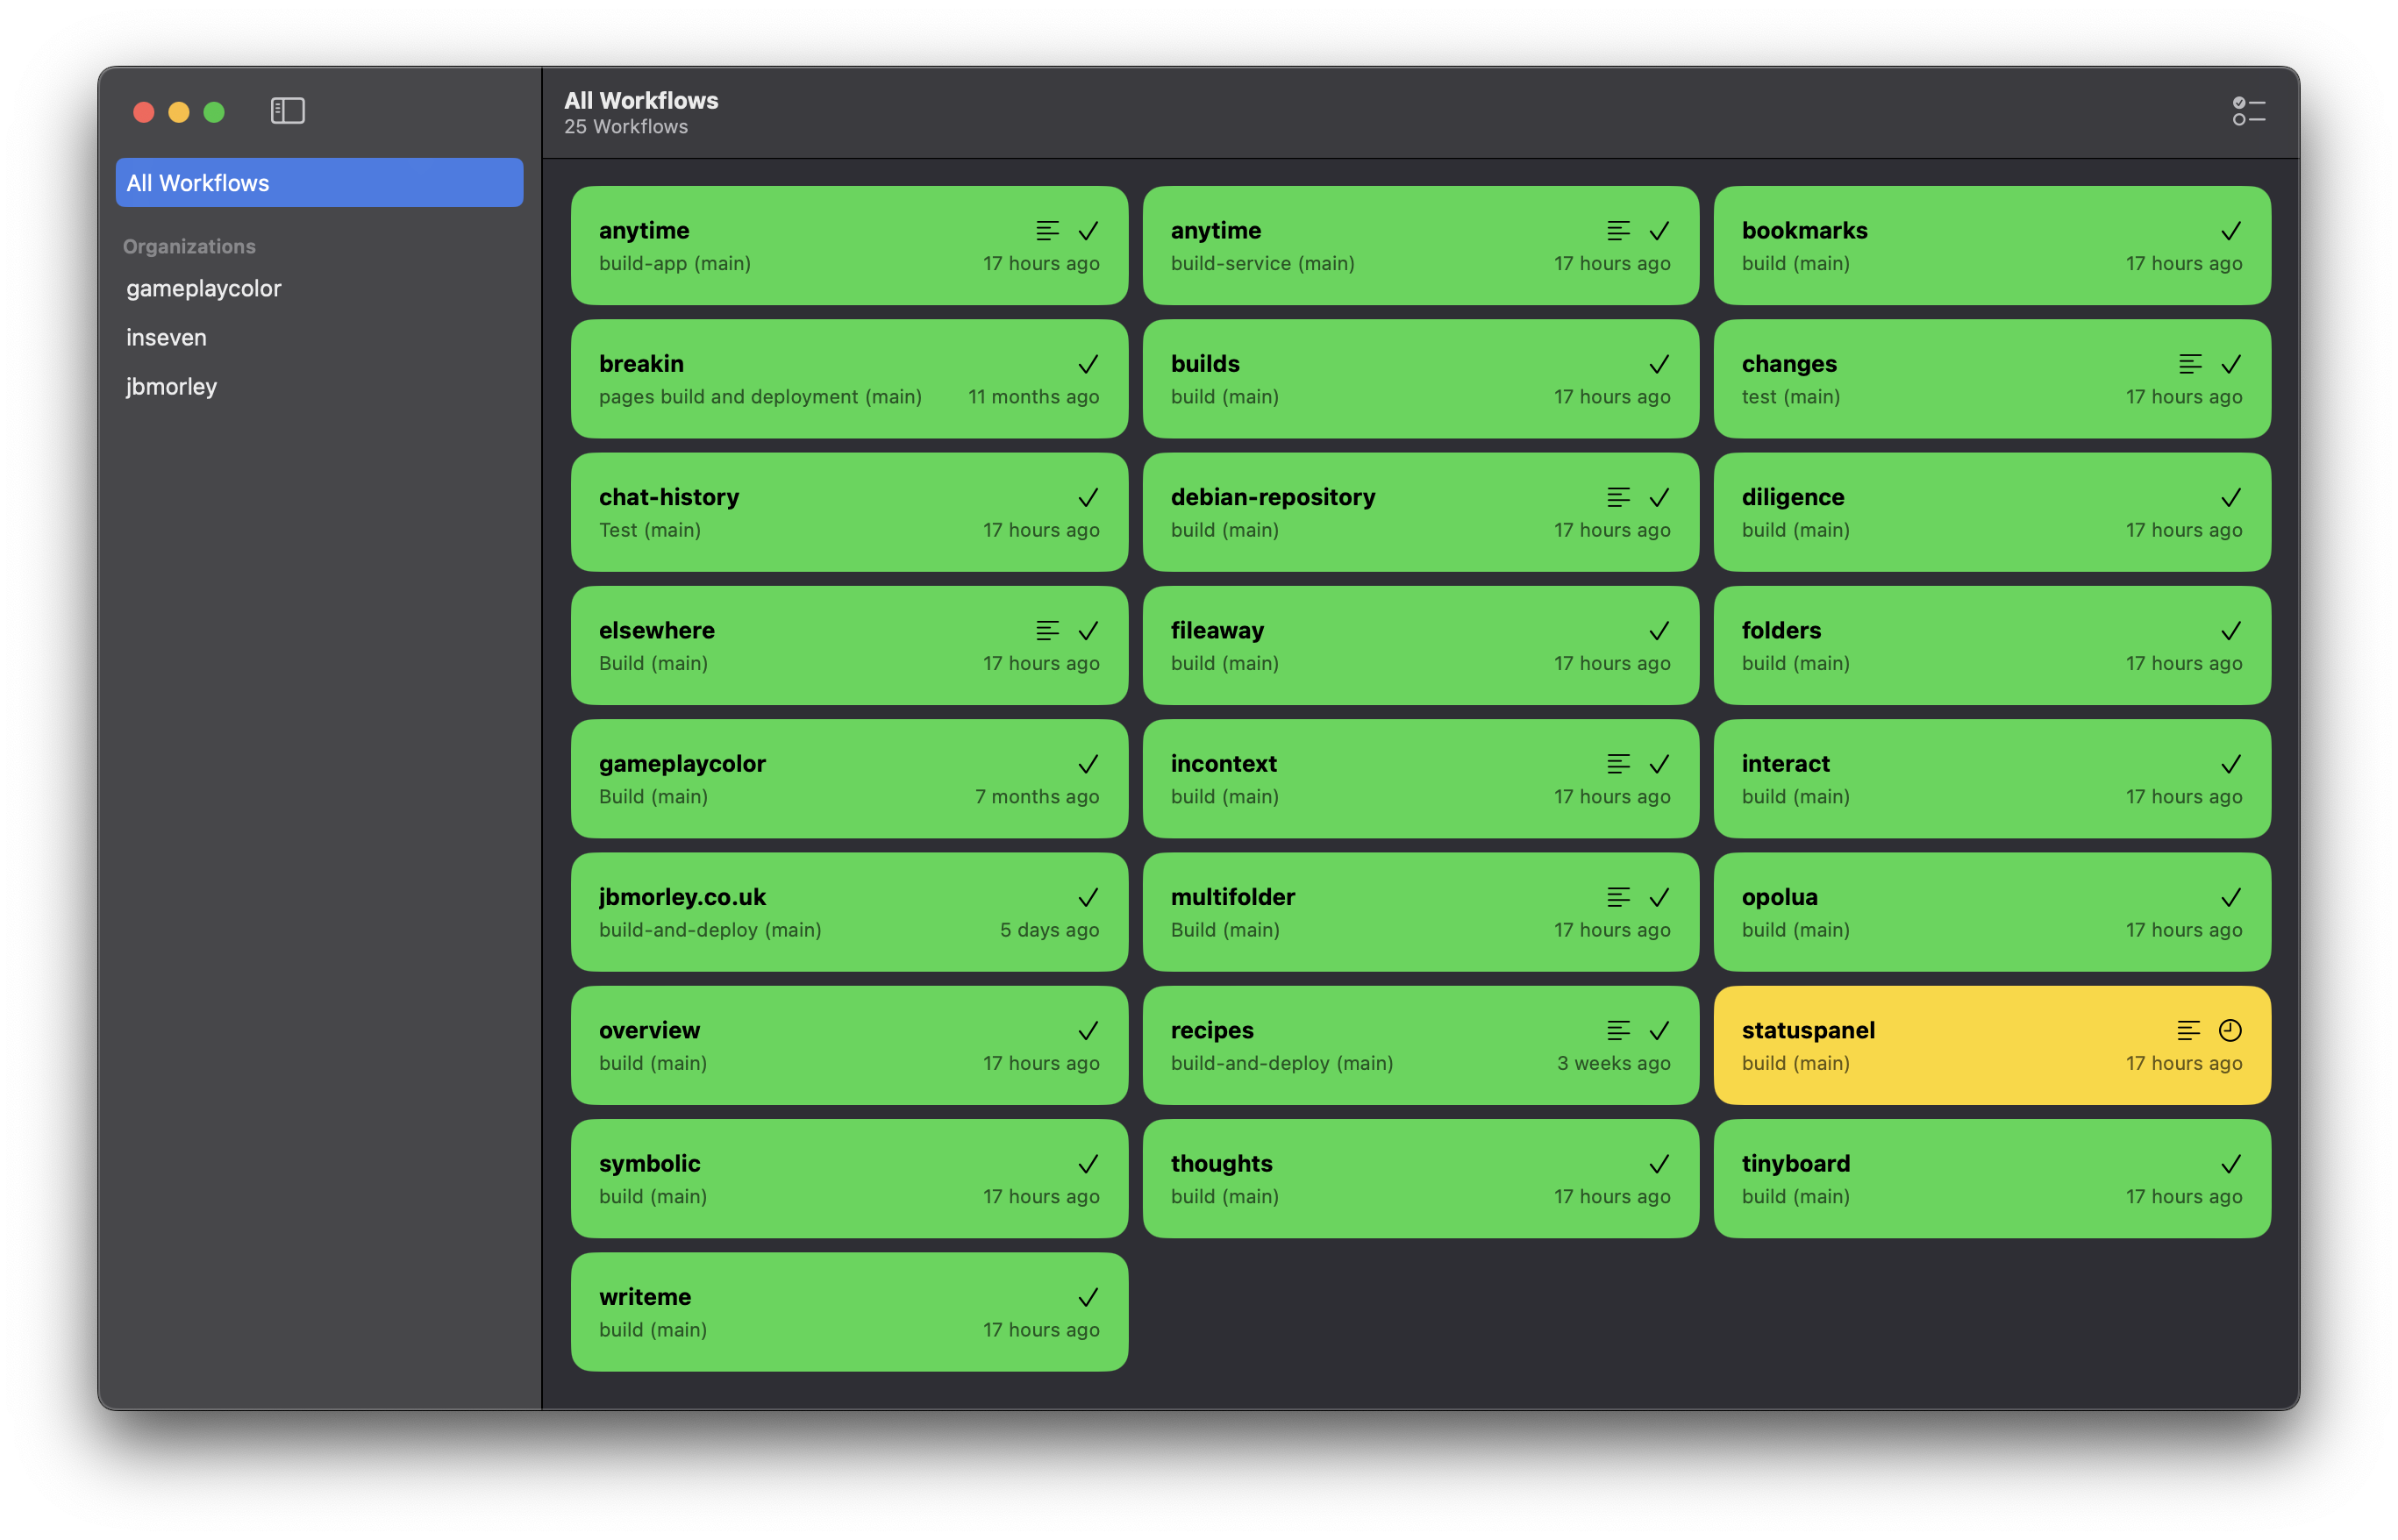 All Workflows
Organizations
gameplaycolor
inseven
jbmorley
All Workflows
25 Workflows
anytime
build-app (main) 17 hours ago
anytime
build-service (main) 17 hours ago
bookmarks
build (main) 17 hours ago
breakin
pages build and deployment (main) 11 months ago
builds
build (main) 17 hours ago
changes
test (main) 17 hours ago
chat-history
Test (main) 17 hours ago
debian-repository
build (main) 17 hours ago
diligence
build (main) 17 hours ago
elsewhere
Build (main) 17 hours ago
fileaway
build (main) 17 hours ago
folders
build (main) 17 hours ago
gameplaycolor
Build (main) 7 months ago
incontext
build (main) 17 hours ago
interact
build (main) 17 hours ago
jbmorley.co.uk
build-and-deploy (main) 5 days ago
multifolder
Build (main) 17 hours ago
opolua
build (main) 17 hours ago
overview
build (main) 17 hours ago
recipes
build-and-deploy (main) 3 weeks ago
statuspanel
build (main) 17 hours ago
symbolic
build (main) 17 hours ago
thoughts
build (main) 17 hours ago
tinyboard
build (main) 17 hours ago
writeme
build (main) 17 hours ago